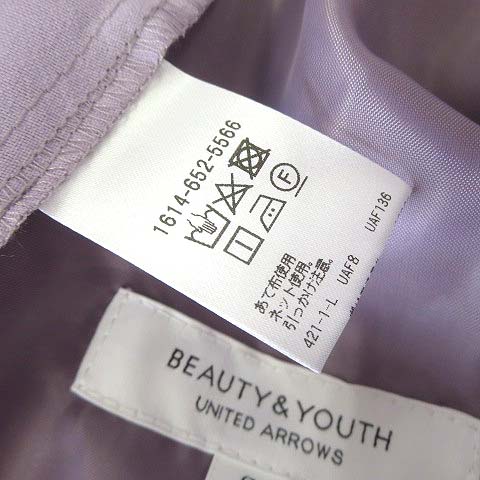 1614-652-5566
F
あて布使用
ネット使用。
引っかけ注意。
421-1-L UAF8 UAF136
BEAUTY&YOUTH
UNITED ARROWS